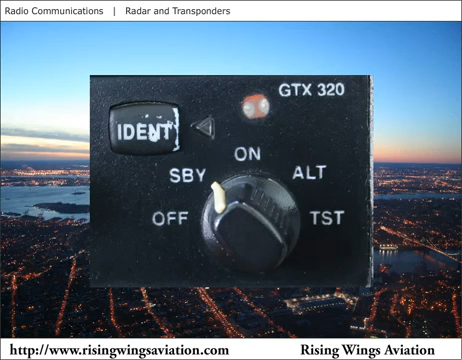 Radio Communications | Radar and Transponders
GTX 320
IDENT
ON
SBY
ALT
OFF
TST
http://www.risingwingsaviation.com
Rising Wings Aviation